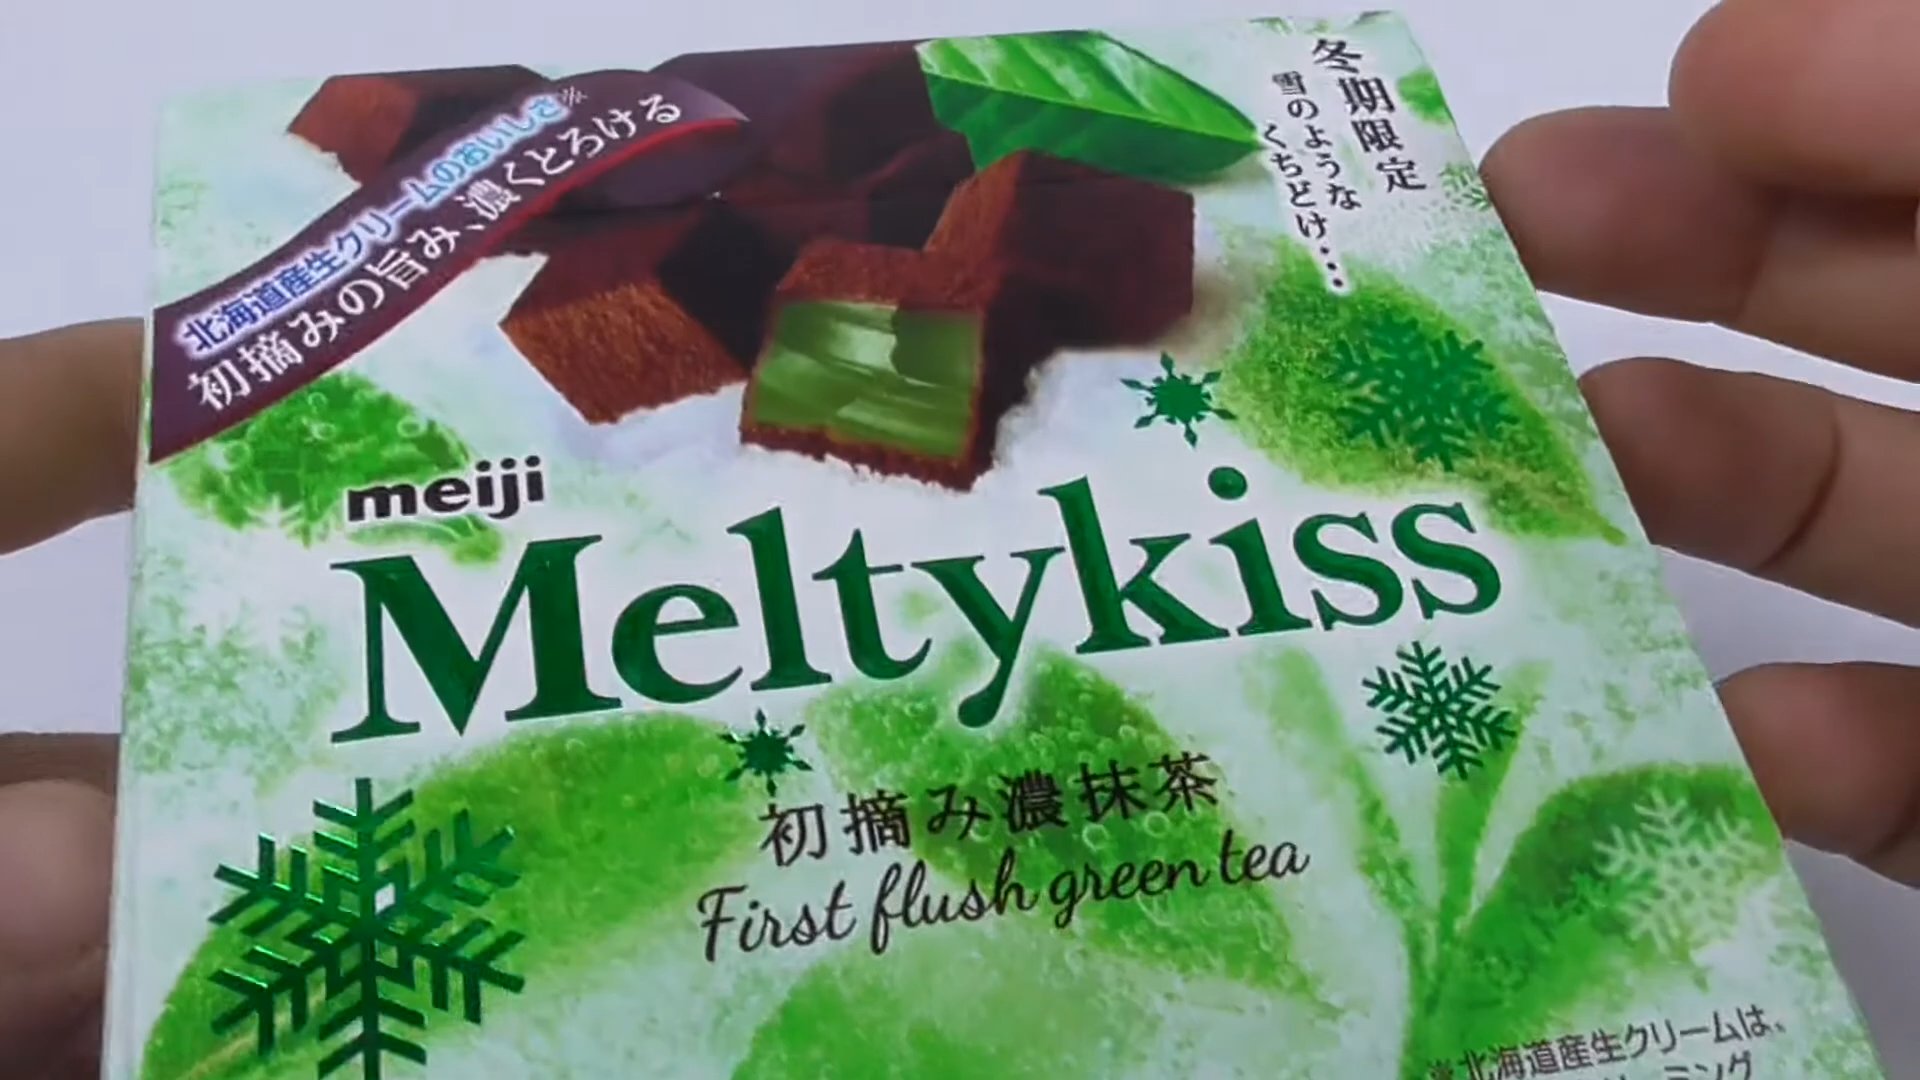 冬期限定
雪のような
くちどけ…
北海道産生クリームのおいしさ※
初摘みの旨み、濃くとろける
meiji
Meltykiss
初摘み濃抹茶
First flush green tea
※北海道産生クリームは、
ミング